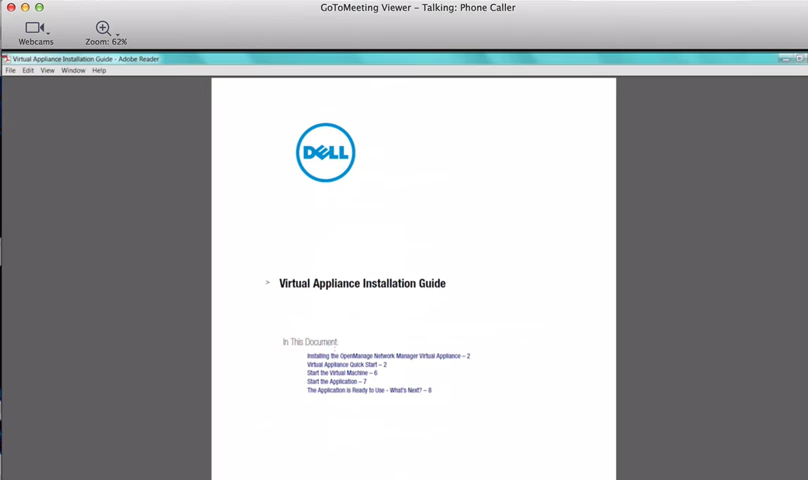 GoToMeeting Viewer - Talking: Phone Caller
Webcams
Zoom: 62%
Virtual Appliance Installation Guide - Adobe Reader
File Edit View Window Help
DELL
> Virtual Appliance Installation Guide
In This Document
Installing the OpenManage Network Manager Virtual Appliance – 2
Virtual Appliance Quick Start – 2
Start the Virtual Machine – 6
Start the Application – 7
The Application is Ready to Use - What's Next? – 8